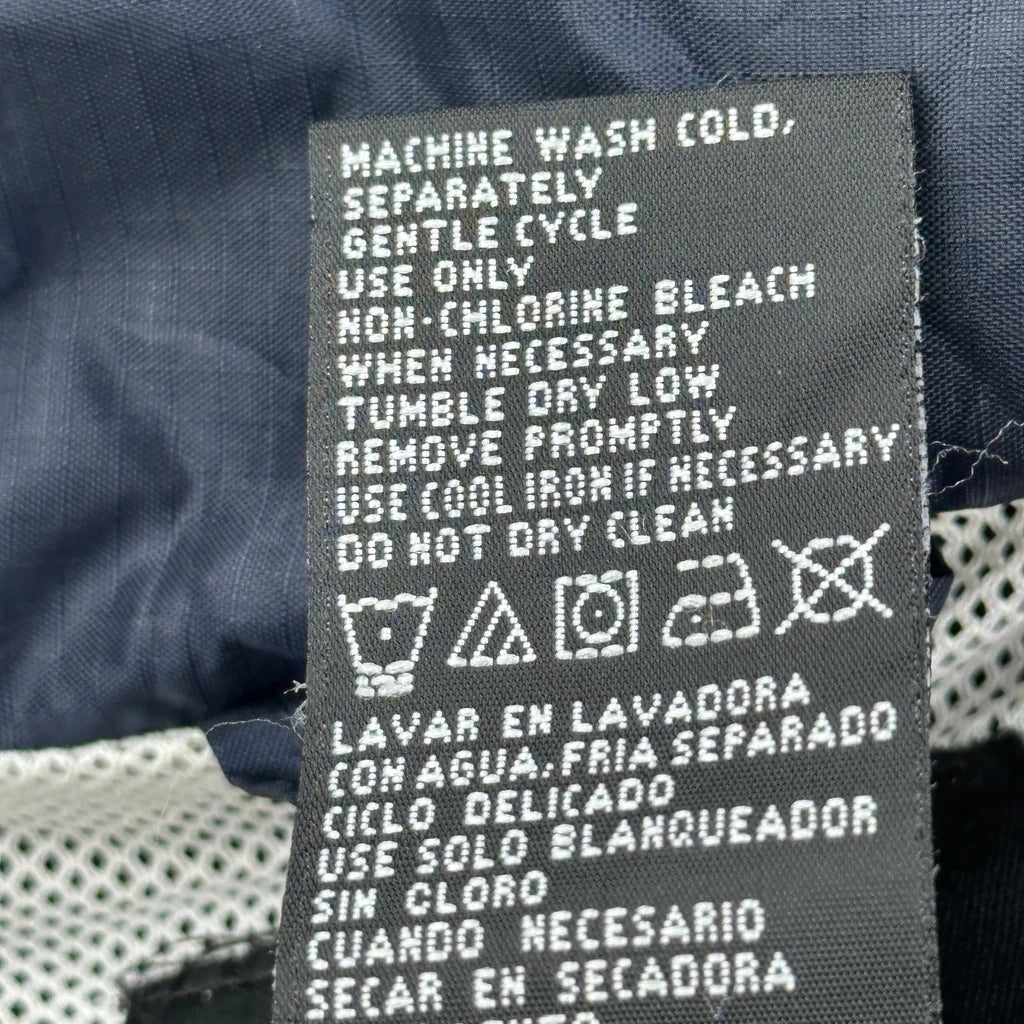 MACHINE WASH COLD,
SEPARATELY
GENTLE CYCLE
USE ONLY
NON-CHLORINE BLEACH
WHEN NECESSARY
TUMBLE DRY LOW
REMOVE PROMPTLY
USE COOL IRON IF NECESSARY
DO NOT DRY CLEAN
LAVAR EN LAVADORA
CON AGUA.FRIA SEPARADO
CICLO DELICADO
USE SOLO BLANQUEADOR
SIN CLORO
CUANDO NECESARIO
SECAR EN SECADORA